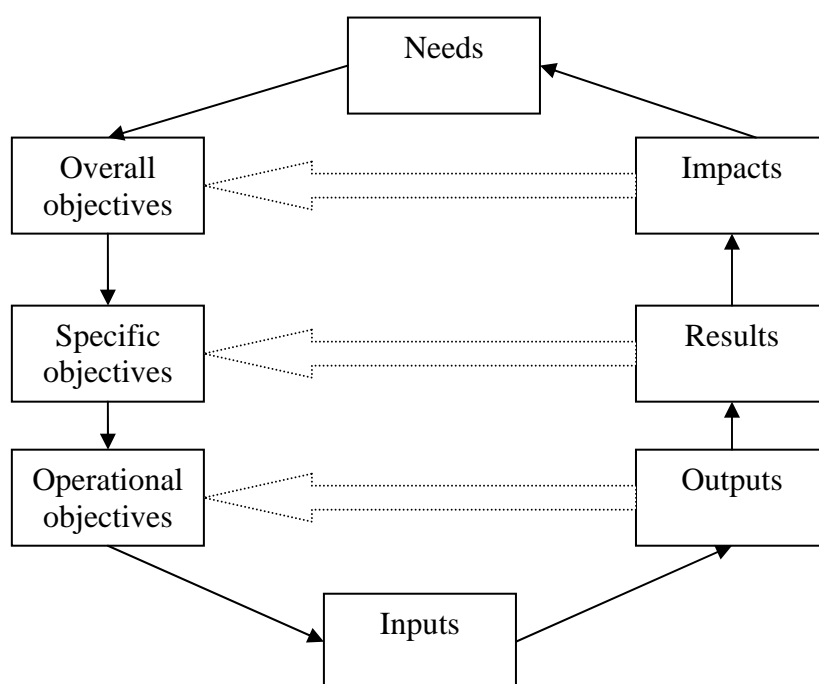 Needs
Overall
objectives
Impacts
Specific
objectives
Results
Operational
objectives
Outputs
Inputs